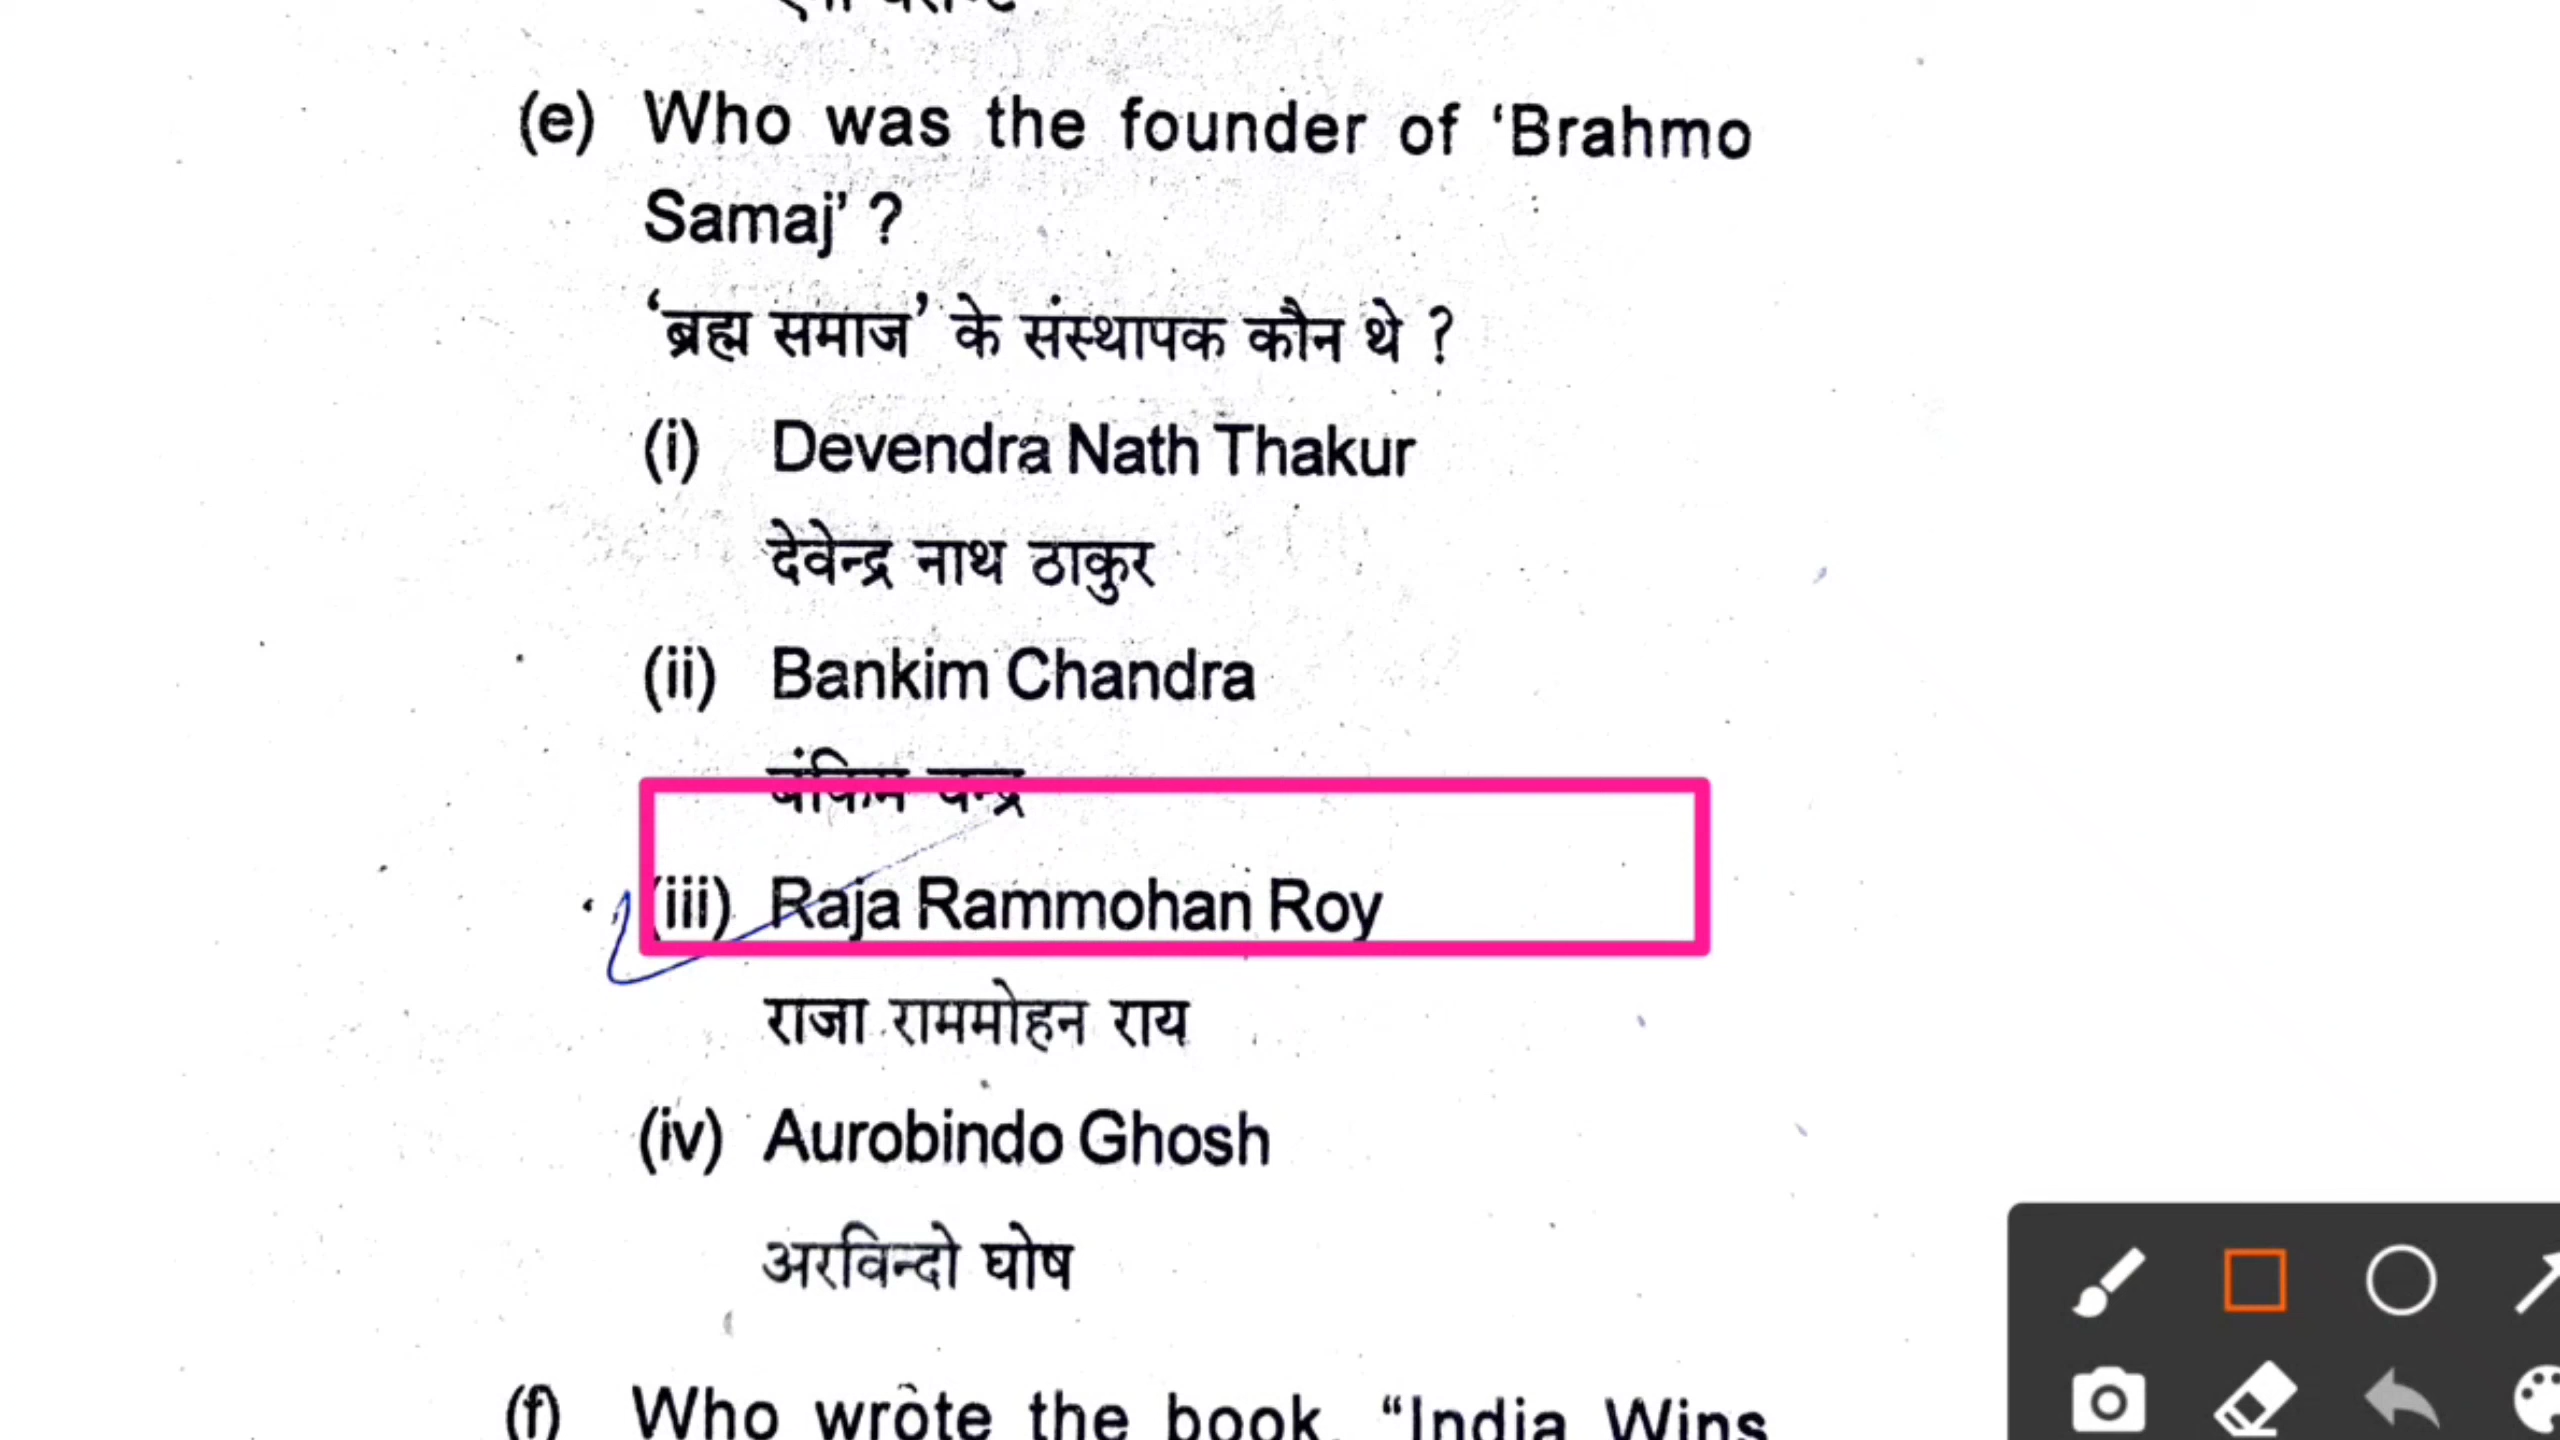 (e) Who was the founder of ‘Brahmo
Samaj’ ?
‘ब्रह्म समाज’ के संस्थापक कौन थे ?
(i) Devendra Nath Thakur
देवेन्द्र नाथ ठाकुर
(ii) Bankim Chandra
बंकिम चन्द्र
(iii) Raja Rammohan Roy
राजा राममोहन राय
(iv) Aurobindo Ghosh
अरविन्दो घोष
(f) Who wrote the book, “India Wins